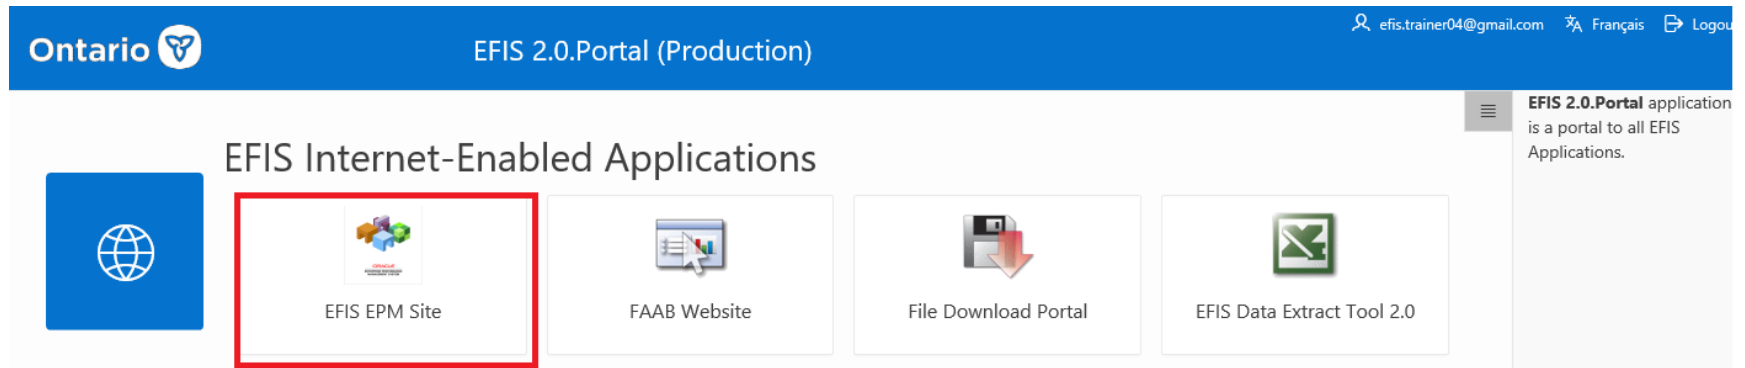 efis.trainer04@gmail.com Français Logou
Ontario
EFIS 2.0.Portal (Production)
EFIS 2.0.Portal application
is a portal to all EFIS
Applications.
EFIS Internet-Enabled Applications
ORACLE
EFIS EPM Site
FAAB Website
File Download Portal
EFIS Data Extract Tool 2.0